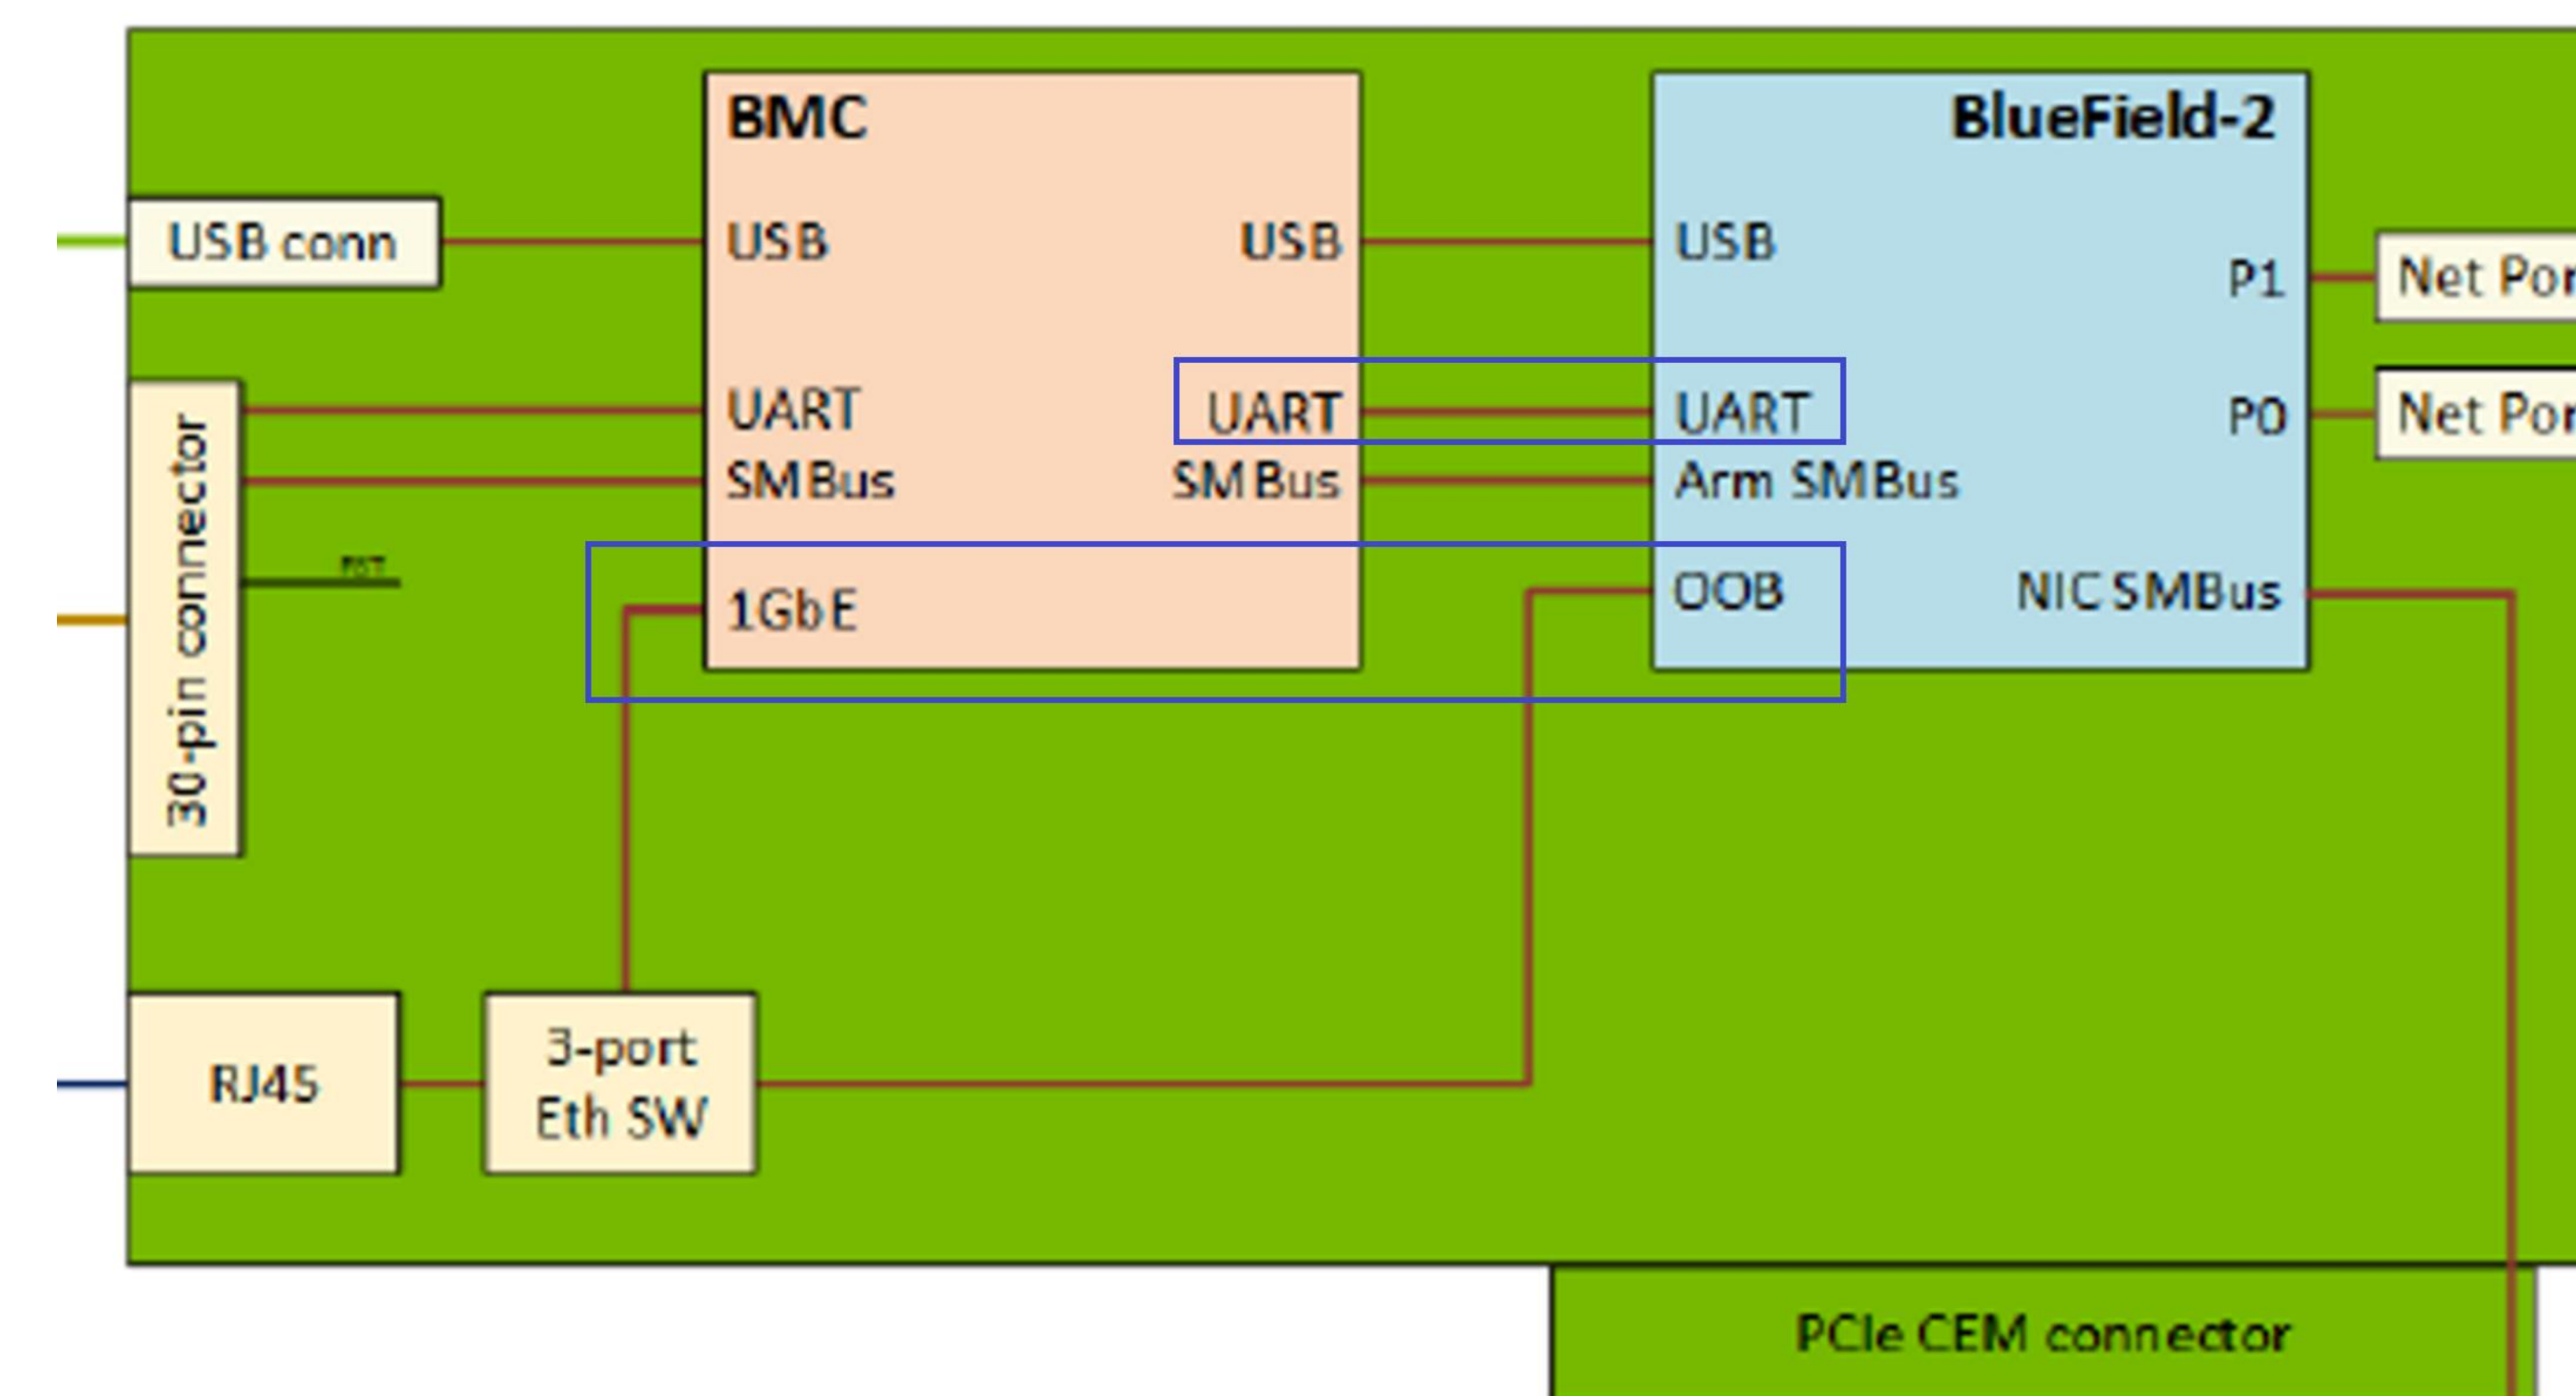 BMC
BlueField-2
USB conn
USB
USB
USB
P1
Net Por
UART
UART
UART
P0
Net Por
SMBus
SMBus
Arm SMBus
30-pin connector
1GbE
OOB
NIC SMBus
RJ45
3-port
Eth SW
PCIe CEM connector